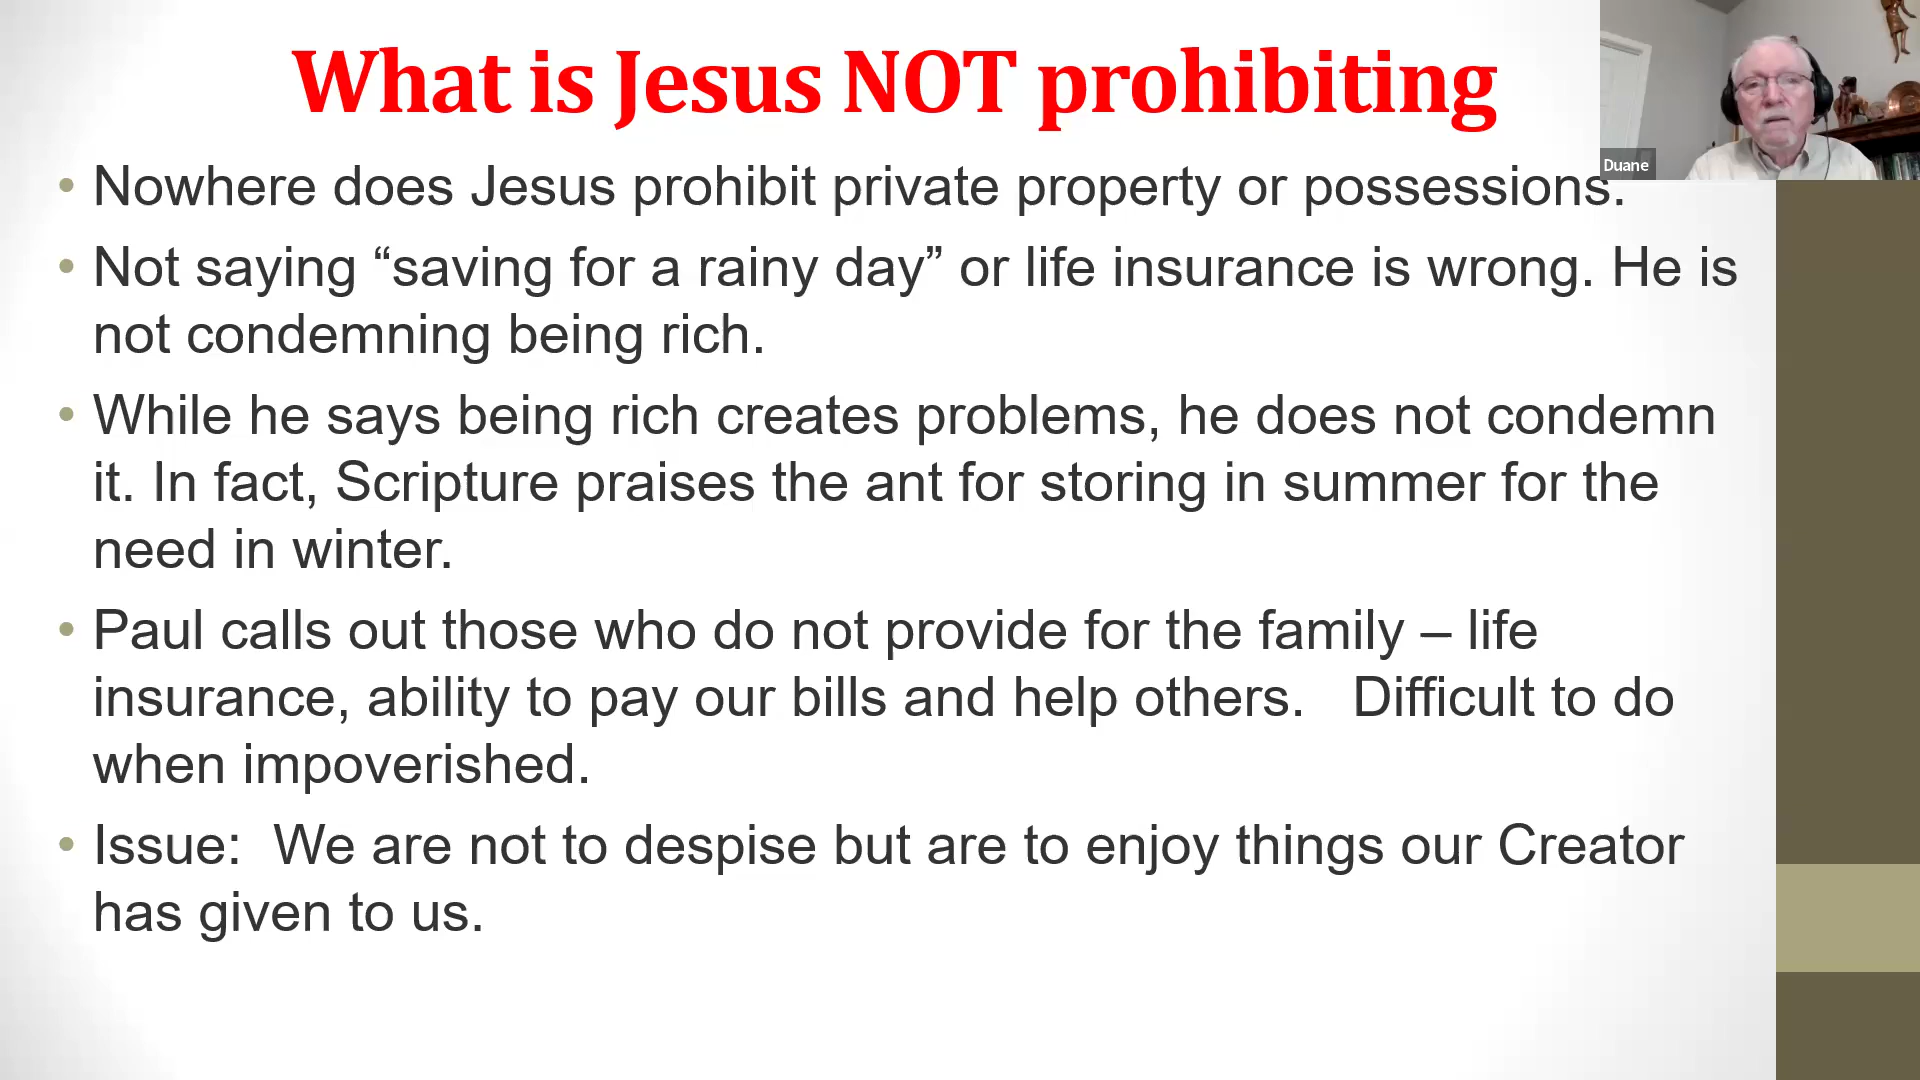 What is Jesus NOT prohibiting
Duane
• Nowhere does Jesus prohibit private property or possessions.
• Not saying “saving for a rainy day” or life insurance is wrong. He is
not condemning being rich.
• While he says being rich creates problems, he does not condemn
it. In fact, Scripture praises the ant for storing in summer for the
need in winter.
• Paul calls out those who do not provide for the family – life
insurance, ability to pay our bills and help others.   Difficult to do
when impoverished.
• Issue:  We are not to despise but are to enjoy things our Creator
has given to us.